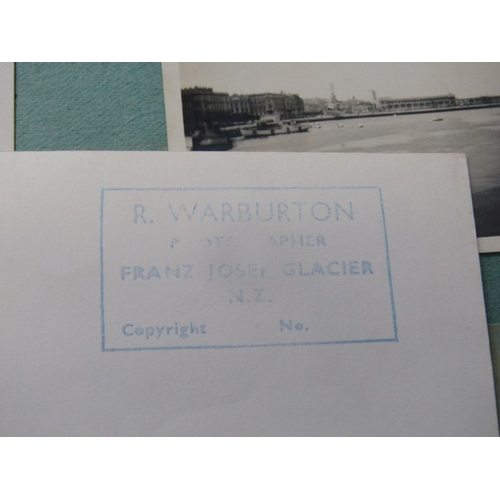 R. WARBURTON
PHOTOGRAPHER
FRANZ JOSEF GLACIER
N.Z.
Copyright No.